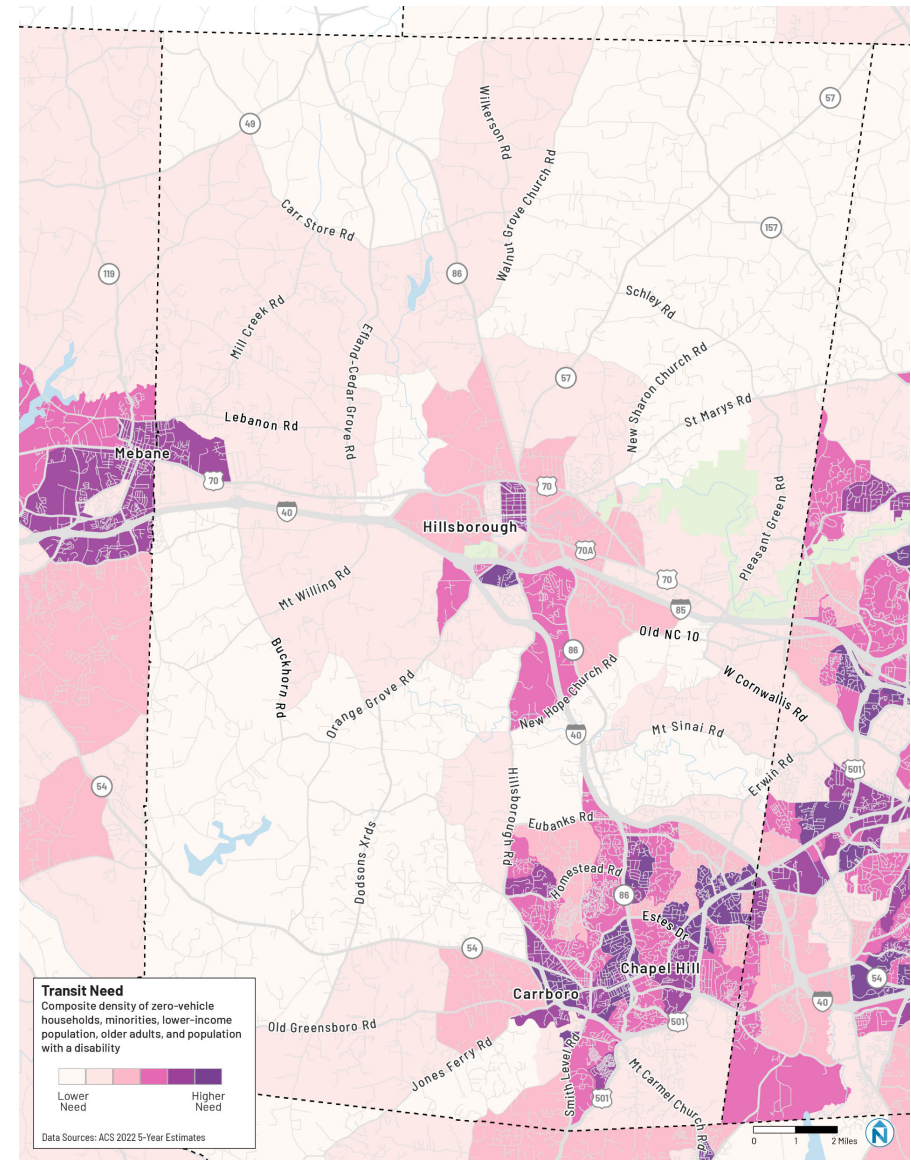 57
Wilkerson Rd
49
Walnut Grove Church Rd
Carr Store Rd
157
119
86
Schley Rd
Mill Creek Rd
Efland-Cedar Grove Rd
New Sharon Church Rd
57
St Marys Rd
Lebanon Rd
Mebane
70
70
Pleasant Green Rd
40
Hillsborough
70A
70
Mt Willing Rd
85
Old NC 10
86
Buckhorn Rd
New Hope Church Rd
W Cornwallis Rd
Orange Grove Rd
Mt Sinai Rd
40
Erwin Rd
501
54
Hillsborough Rd
Eubanks Rd
Dodsons Xrds
Homestead Rd
86
Estes Dr
54
Chapel Hill
54
Carrboro
40
501
Old Greensboro Rd
Jones Ferry Rd
Smith Level Rd
Mt Carmel Church Rd
501
Transit Need
Composite density of zero-vehicle
households, minorities, lower-income
population, older adults, and population
with a disability
Lower
Need
Higher
Need
Data Sources: ACS 2022 5-Year Estimates
0 1 2 Miles
N